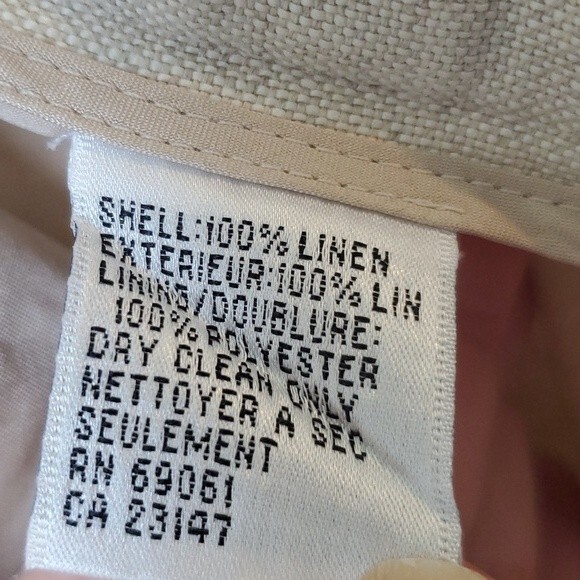 SHELL:100% LINEN
EXTERIEUR:100% LIN
LINING/DOUBLURE:
100% POLYESTER
DRY CLEAN ONLY
NETTOYER A SEC
SEULEMENT
RN 69061
CA 23147